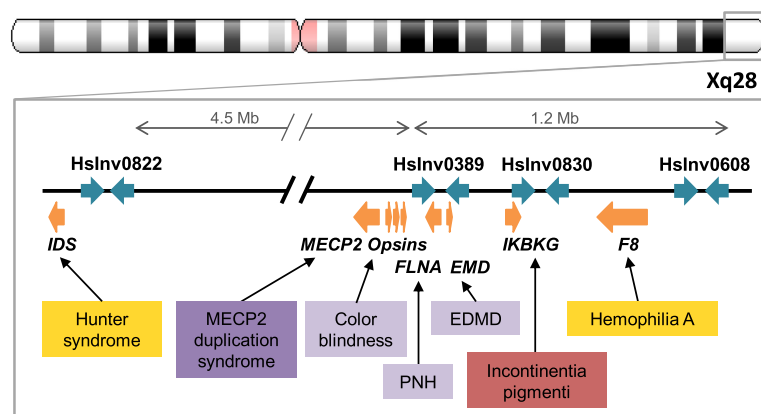 Xq28
4.5 Mb
1.2 Mb
HsInv0822
HsInv0389
HsInv0830
HsInv0608
IDS
MECP2 Opsins
IKBKG
F8
FLNA
EMD
Hunter
syndrome
MECP2
duplication
syndrome
Color
blindness
EDMD
Hemophilia A
PNH
Incontinentia
pigmenti